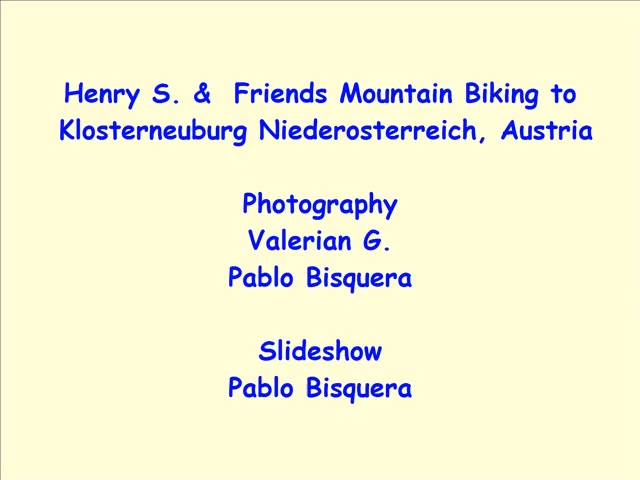 Henry S. &  Friends Mountain Biking to
Klosterneuburg Niederosterreich, Austria
Photography
Valerian G.
Pablo Bisquera
Slideshow
Pablo Bisquera